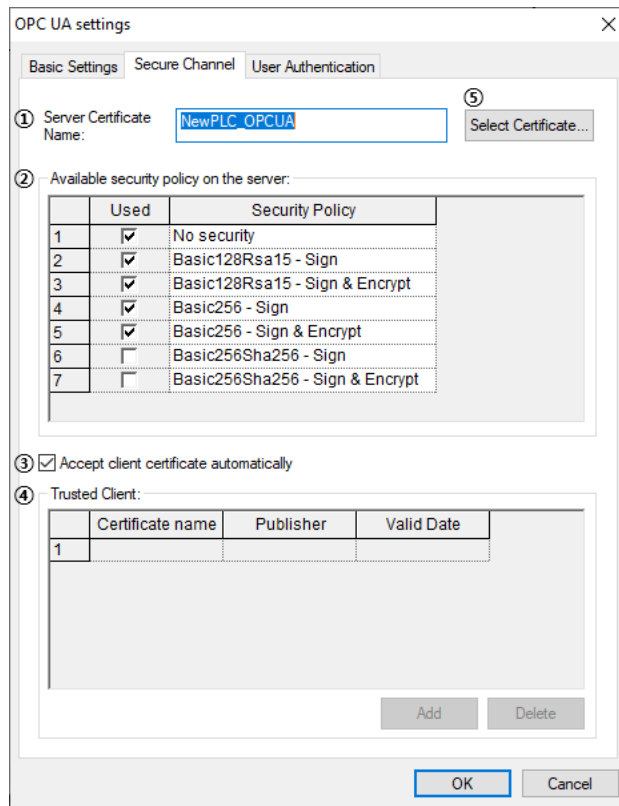 OPC UA settings
Basic Settings Secure Channel User Authentication
① Server Certificate Name: NewPLC_OPCUA ⑤ Select Certificate...
② Available security policy on the server:
Used Security Policy
1 No security
2 Basic128Rsa15 - Sign
3 Basic128Rsa15 - Sign & Encrypt
4 Basic256 - Sign
5 Basic256 - Sign & Encrypt
6 Basic256Sha256 - Sign
7 Basic256Sha256 - Sign & Encrypt
③ Accept client certificate automatically
④ Trusted Client:
Certificate name Publisher Valid Date
1
Add Delete
OK Cancel